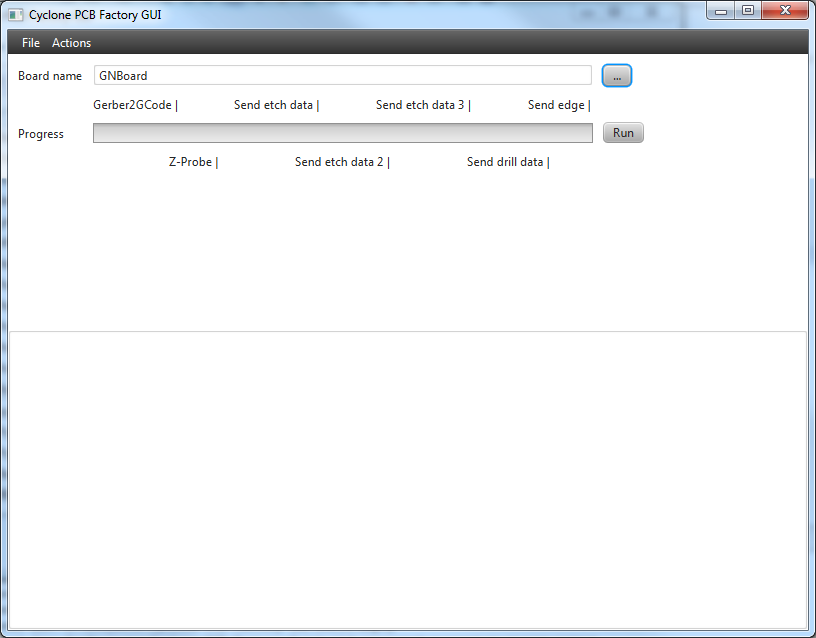 Cyclone PCB Factory GUI
File Actions
Board name GNBoard ...
Gerber2GCode | Send etch data | Send etch data 3 | Send edge |
Progress Run
Z-Probe | Send etch data 2 | Send drill data |